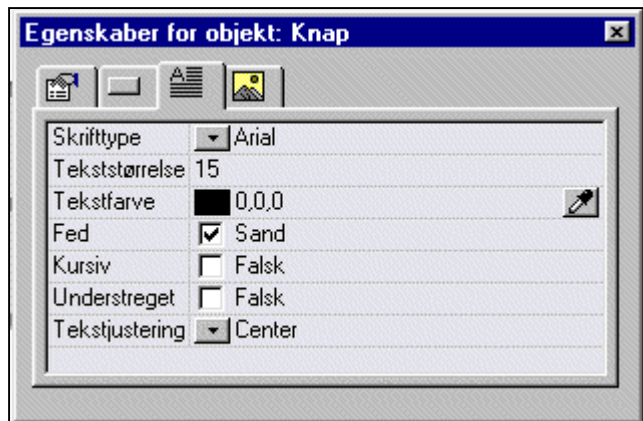 Egenskaber for objekt: Knap
Skrifttype Arial
Tekststørrelse 15
Tekstfarve 0,0,0
Fed Sand
Kursiv Falsk
Understreget Falsk
Tekstjustering Center